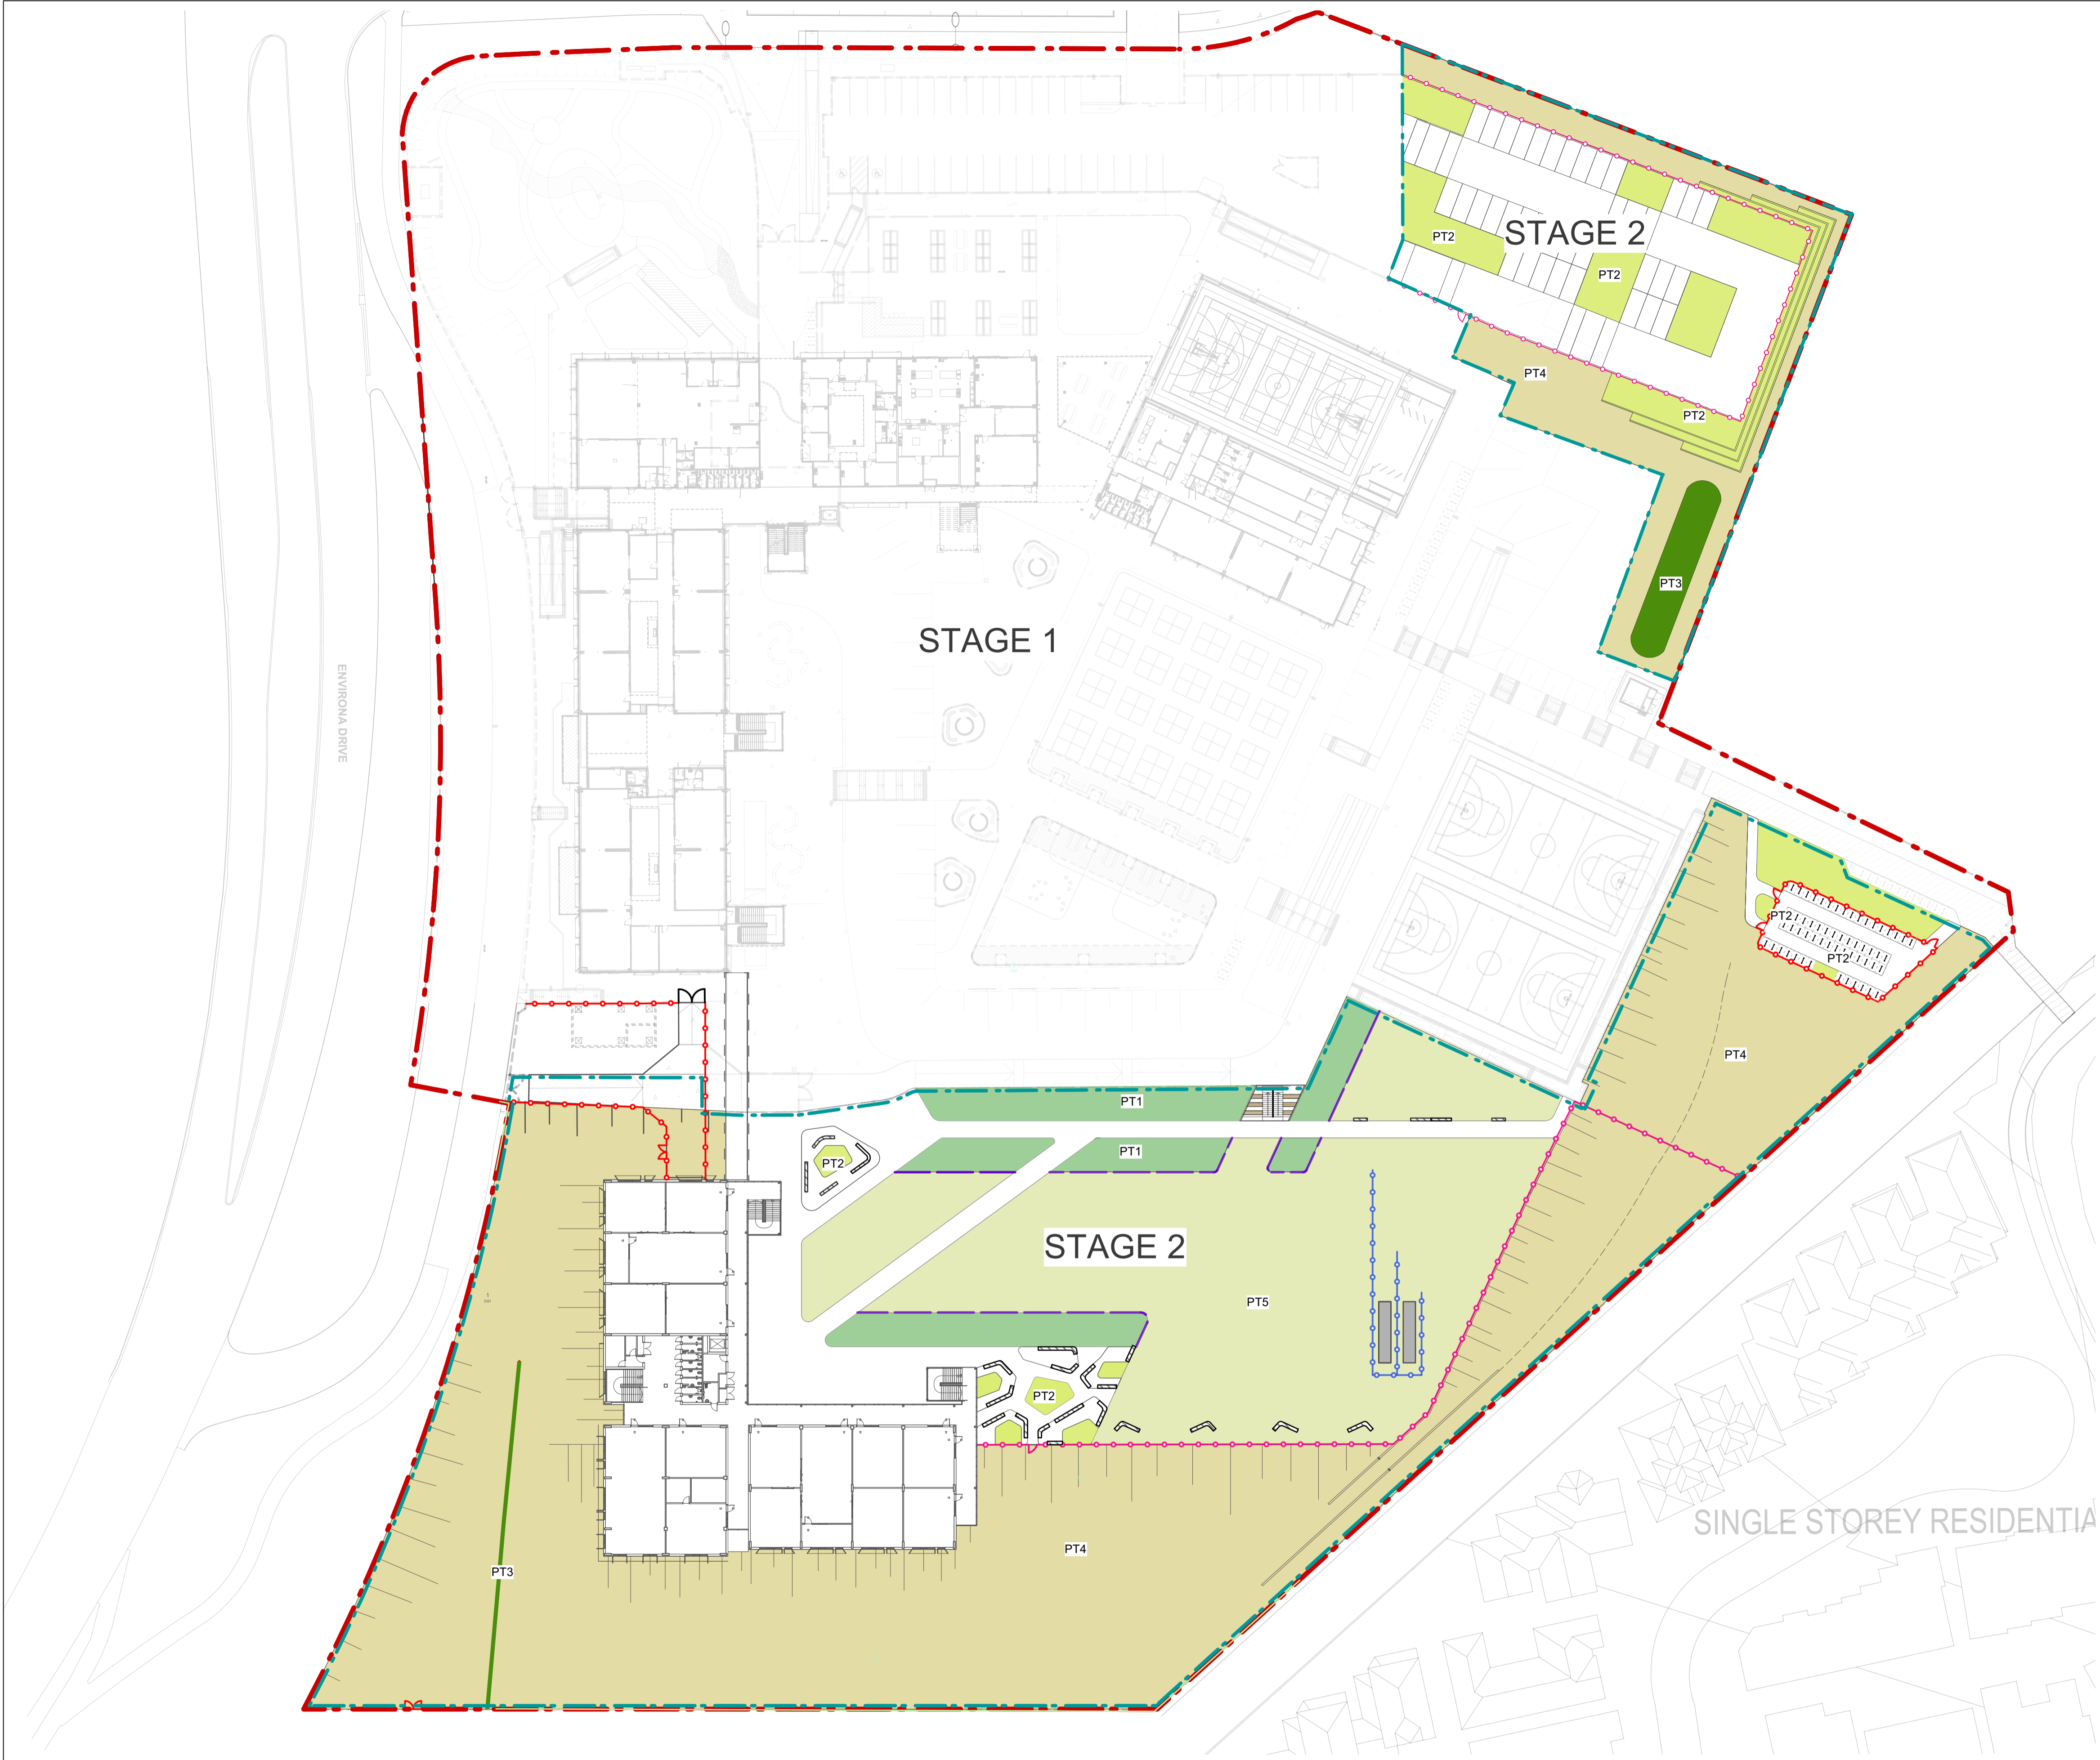 STAGE 2
PT2
PT2
PT4
PT2
PT3
STAGE 1
ENVIRONA DRIVE
PT2
PT2
PT4
PT1
PT1
PT2
STAGE 2
PT5
PT2
SINGLE STOREY RESIDENTIA
PT4
PT3